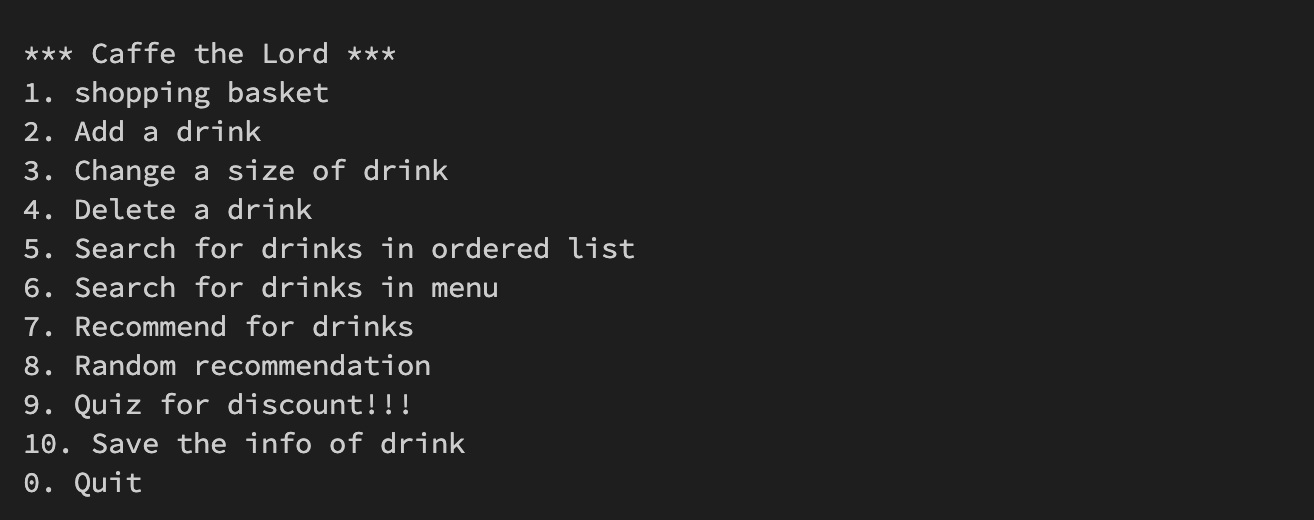 *** Caffe the Lord ***
1. shopping basket
2. Add a drink
3. Change a size of drink
4. Delete a drink
5. Search for drinks in ordered list
6. Search for drinks in menu
7. Recommend for drinks
8. Random recommendation
9. Quiz for discount!!!
10. Save the info of drink
0. Quit